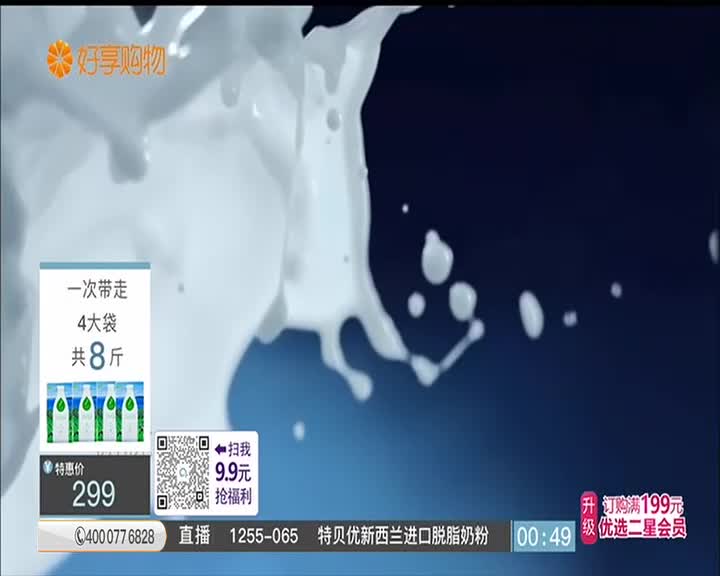 好享购物
一次带走
4大袋
共8斤
特惠价
299
扫我
9.9元
抢福利
400 077 6828
直播
1255-065
特贝优新西兰进口脱脂奶粉
00:49
升级
订购满199元
优选二星会员